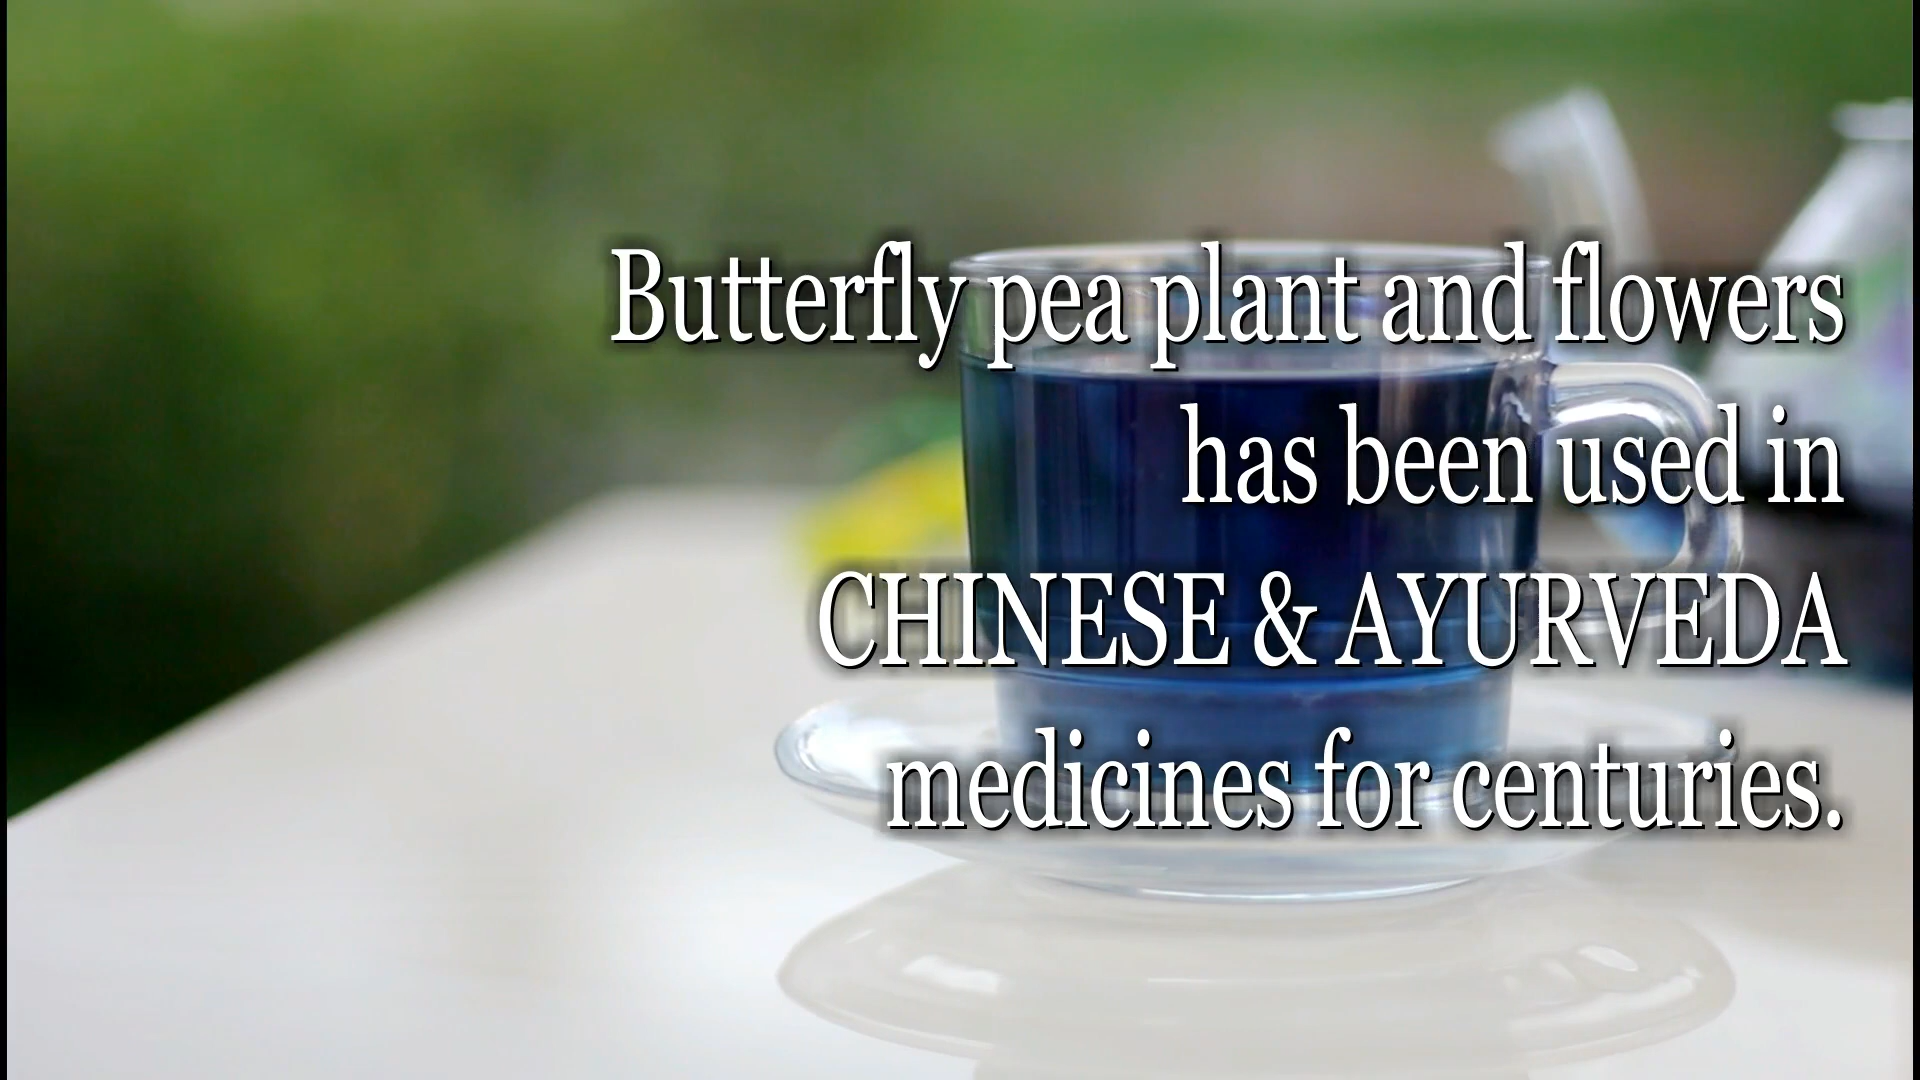 Butterfly pea plant and flowers
has been used in
CHINESE & AYURVEDA
medicines for centuries.